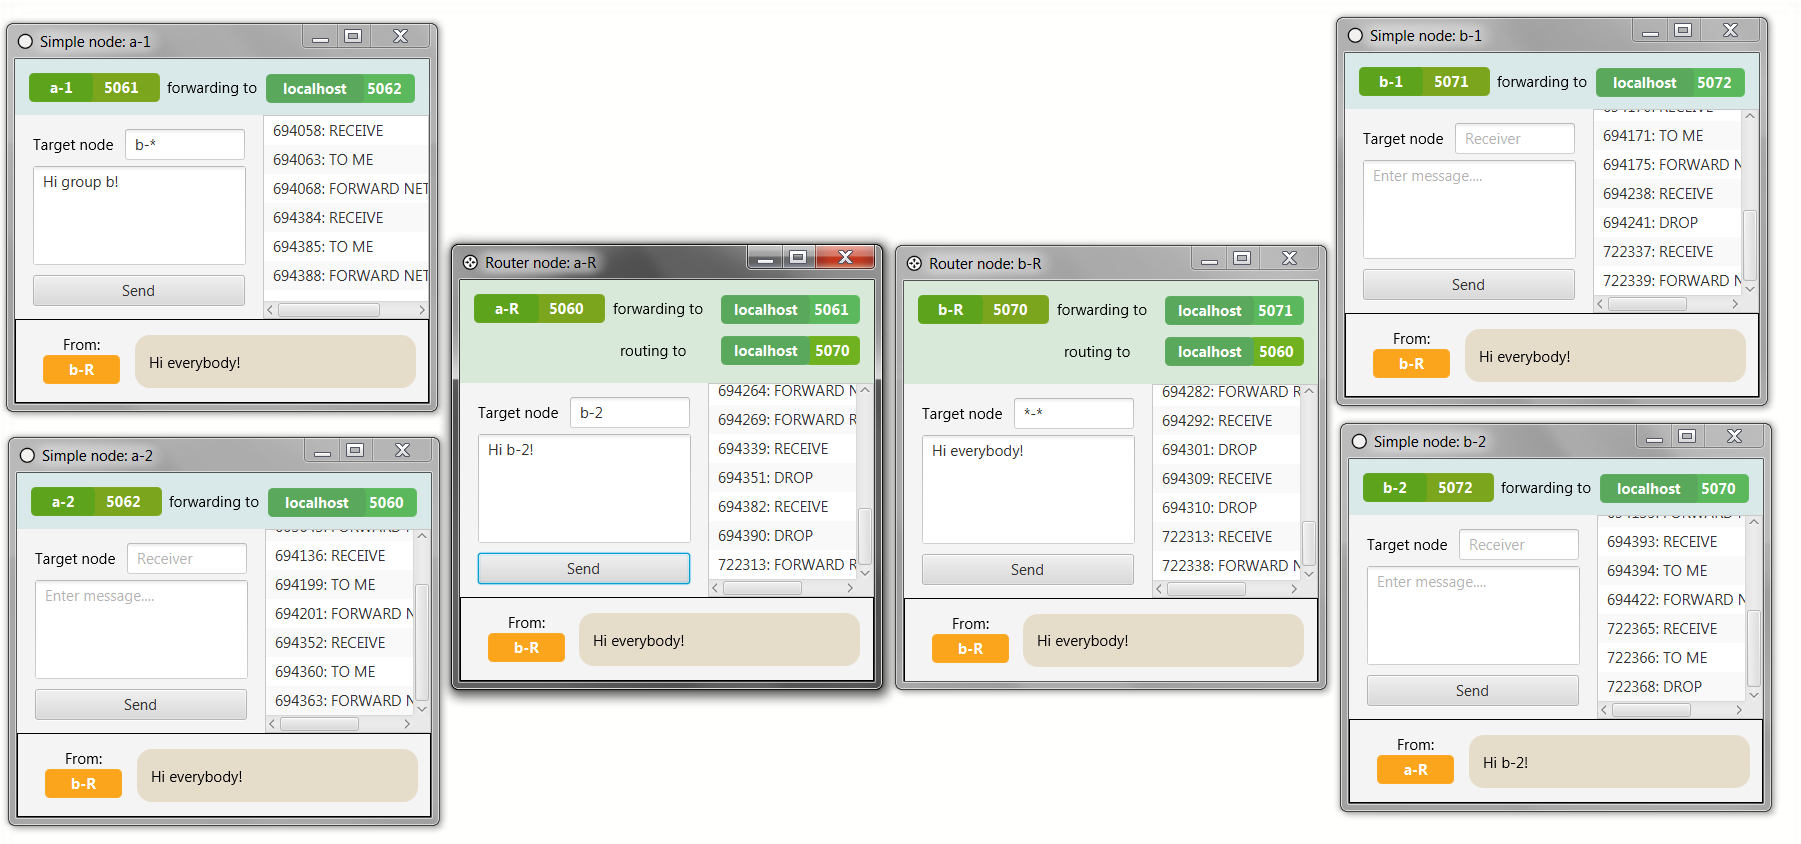 Simple node: a-1
a-1 5061 forwarding to localhost 5062
Target node b-*
Hi group b!
Send
694058: RECEIVE
694063: TO ME
694068: FORWARD NET
694384: RECEIVE
694385: TO ME
694388: FORWARD NET
From:
b-R
Hi everybody!
Simple node: a-2
a-2 5062 forwarding to localhost 5060
Target node Receiver
Enter message....
Send
694136: RECEIVE
694199: TO ME
694201: FORWARD N
694352: RECEIVE
694360: TO ME
694363: FORWARD N
From:
b-R
Hi everybody!
Router node: a-R
a-R 5060 forwarding to localhost 5061
routing to localhost 5070
Target node b-2
Hi b-2!
Send
694264: FORWARD N
694269: FORWARD R
694339: RECEIVE
694351: DROP
694382: RECEIVE
694390: DROP
722313: FORWARD R
From:
b-R
Hi everybody!
Router node: b-R
b-R 5070 forwarding to localhost 5071
routing to localhost 5060
Target node *-*
Hi everybody!
Send
694282: FORWARD R
694292: RECEIVE
694301: DROP
694309: RECEIVE
694310: DROP
722313: RECEIVE
722338: FORWARD N
From:
b-R
Hi everybody!
Simple node: b-1
b-1 5071 forwarding to localhost 5072
Target node Receiver
Enter message....
Send
694171: TO ME
694175: FORWARD N
694238: RECEIVE
694241: DROP
722337: RECEIVE
722339: FORWARD N
From:
b-R
Hi everybody!
Simple node: b-2
b-2 5072 forwarding to localhost 5070
Target node Receiver
Enter message....
Send
694393: RECEIVE
694394: TO ME
694422: FORWARD N
722365: RECEIVE
722366: TO ME
722368: DROP
From:
a-R
Hi b-2!